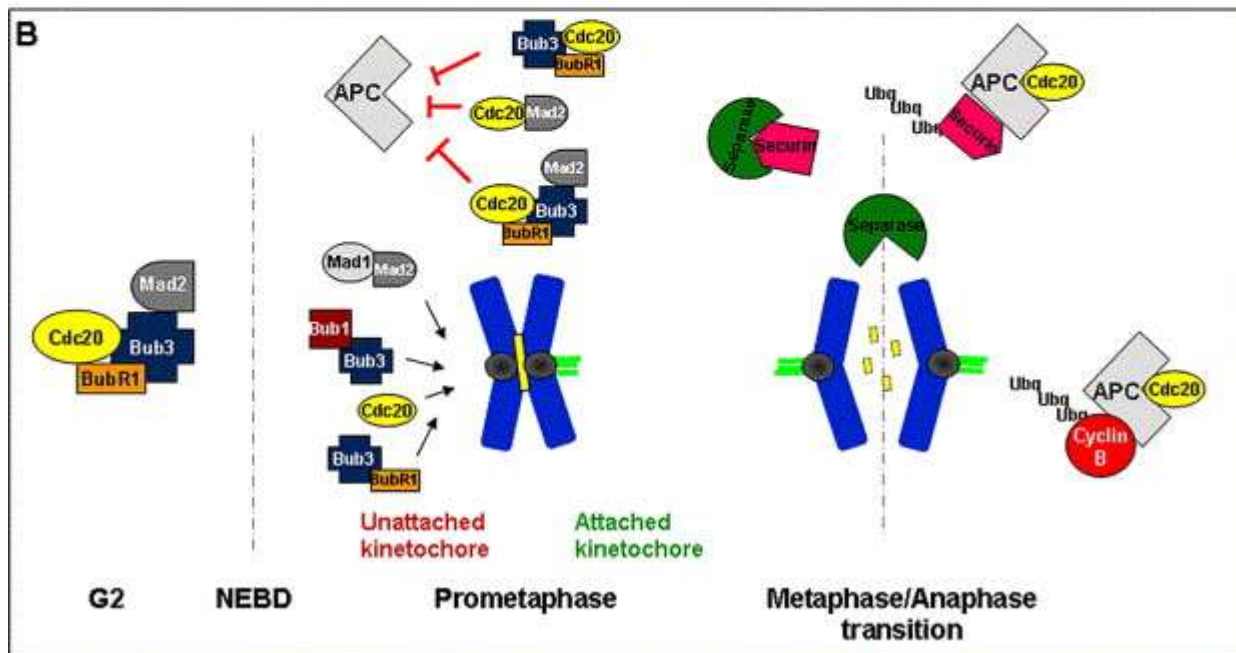 B
Bub3
Cdc20
BubR1
APC
Cdc20
Mad2
Mad2
Cdc20
Bub3
BubR1
Separase
Securin
Ubq
Ubq
Ubq
APC
Cdc20
Securin
Separase
Mad2
Cdc20
Bub3
BubR1
Mad1
Mad2
Bub1
Bub3
Cdc20
Bub3
BubR1
Ubq
Ubq
Ubq
APC
Cdc20
Cyclin
B
Unattached
kinetochore
Attached
kinetochore
G2
NEBD
Prometaphase
Metaphase/Anaphase
transition